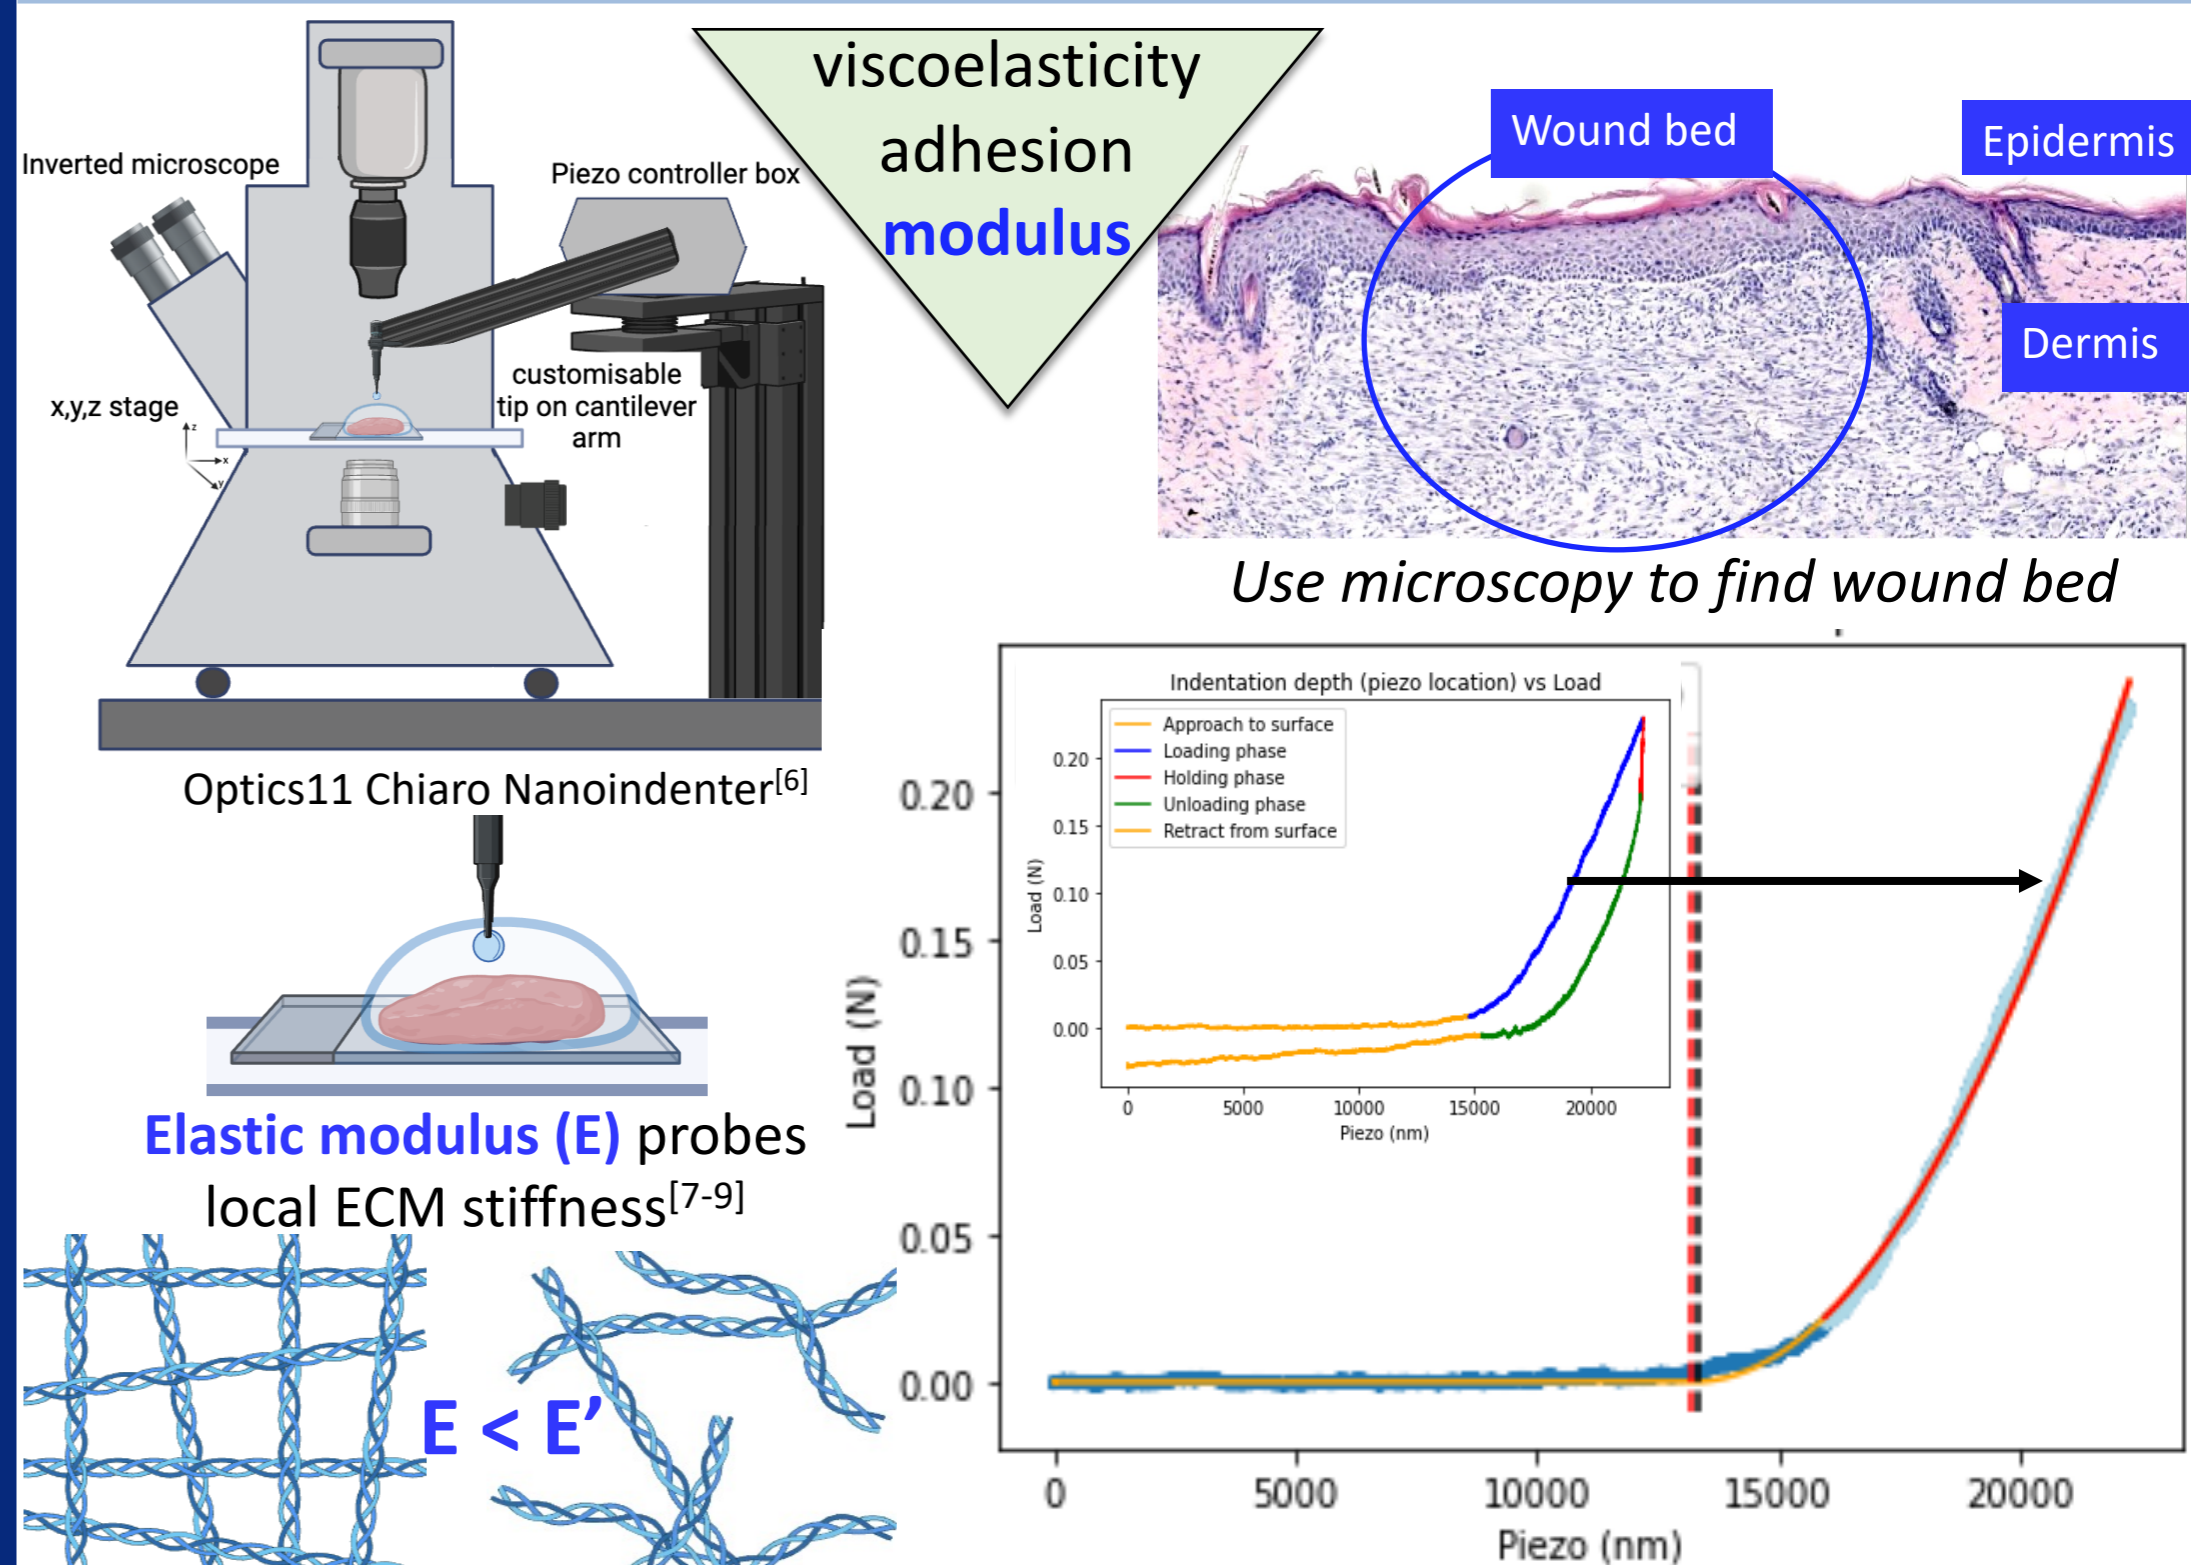 Inverted microscope
Piezo controller box
x,y,z stage
z
x
y
customisable
tip on cantilever
arm
Optics11 Chiaro Nanoindenter[6]
viscoelasticity
adhesion
modulus
Wound bed
Epidermis
Dermis
Use microscopy to find wound bed
Elastic modulus (E) probes
local ECM stiffness[7-9]
E < E’
Indentation depth (piezo location) vs Load
Approach to surface
Loading phase
Holding phase
Unloading phase
Retract from surface
Load (N)
0.20
0.15
0.10
0.05
0.00
0 5000 10000 15000 20000
Piezo (nm)
Load (N)
0.20
0.15
0.10
0.05
0.00
0 5000 10000 15000 20000
Piezo (nm)